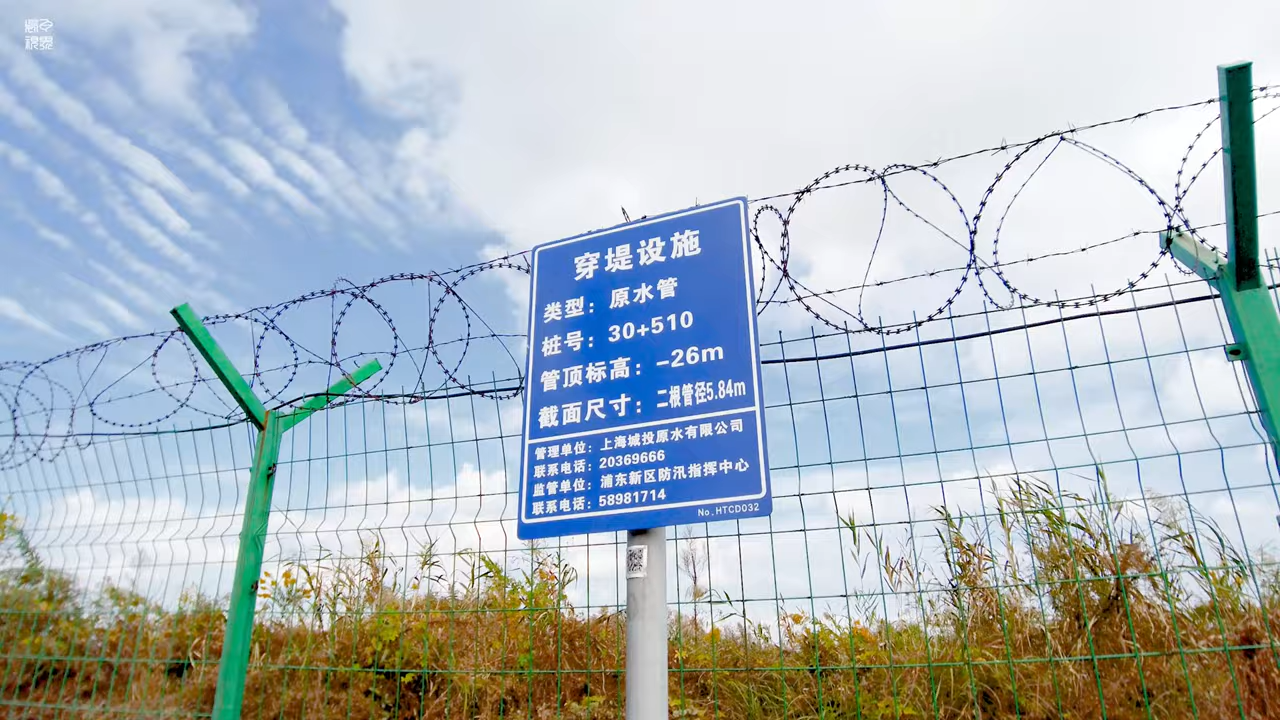 穿堤设施
类型：原水管
桩号：30+510
管顶标高：-26m
截面尺寸：二根管径5.84m
管理单位：上海城投原水有限公司
联系电话：20369666
监管单位：浦东新区防汛指挥中心
联系电话：58981714
No.HTCD032